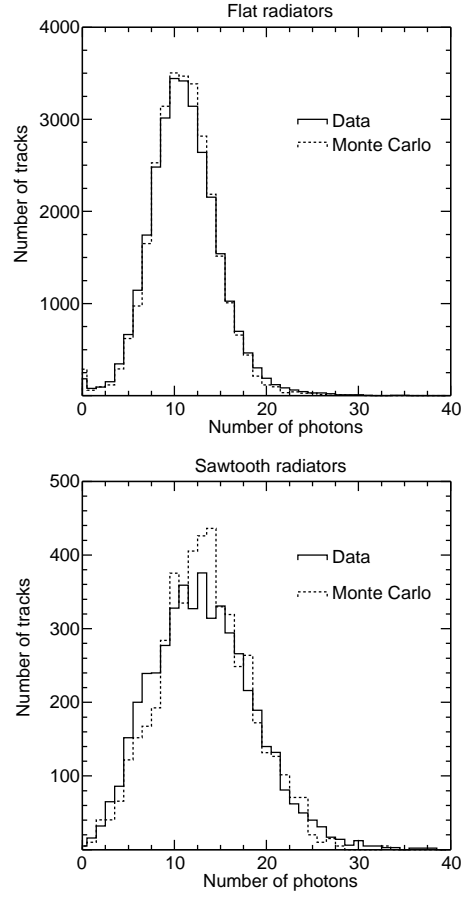 Flat radiators
4000
3000
2000
1000
Number of tracks
Data
Monte Carlo
0 10 20 30 40
Number of photons
Sawtooth radiators
500
400
300
200
100
Number of tracks
Data
Monte Carlo
0 10 20 30 40
Number of photons